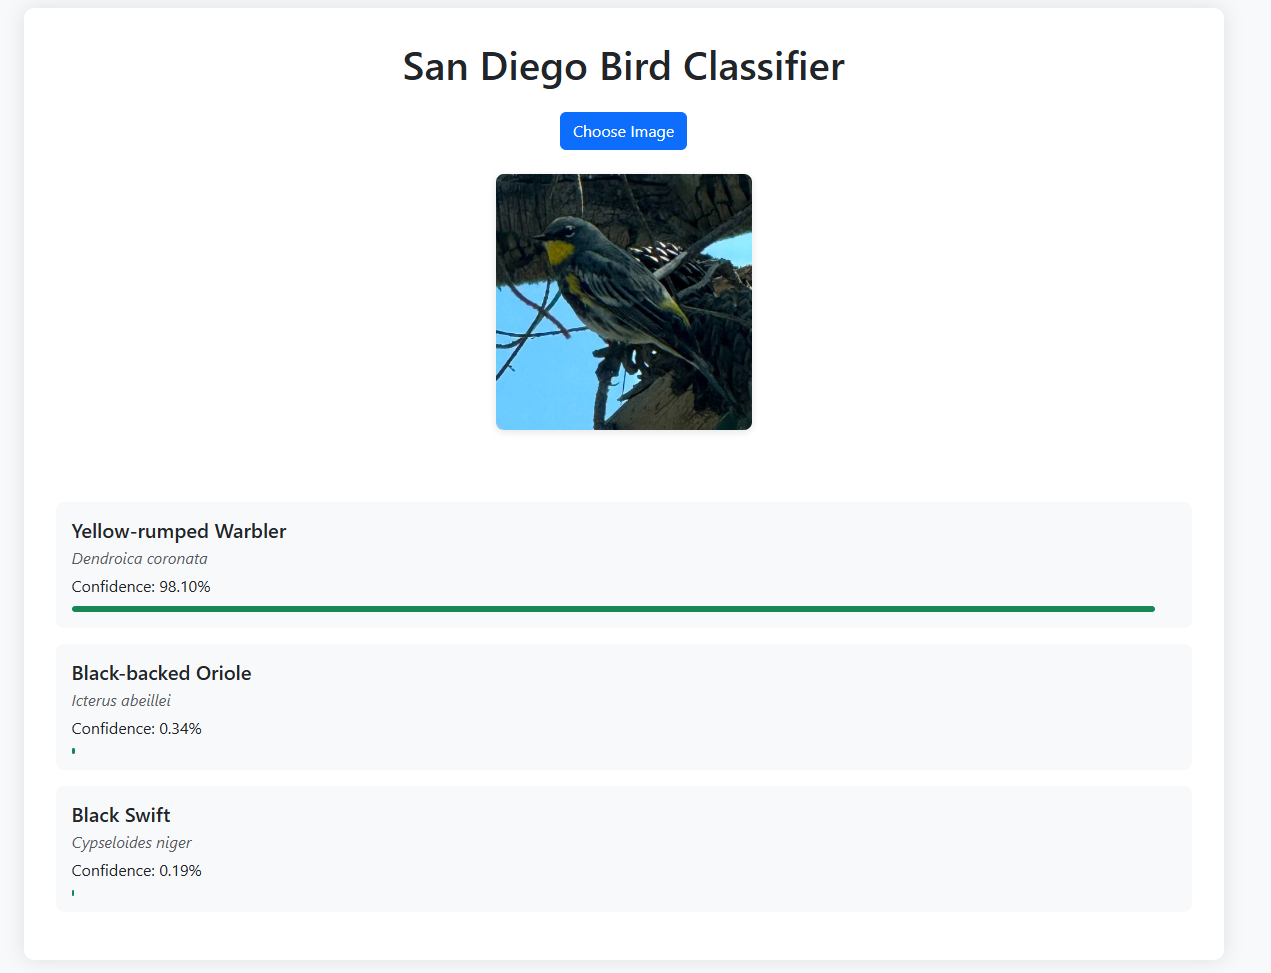 San Diego Bird Classifier
Choose Image
Yellow-rumped Warbler
Dendroica coronata
Confidence: 98.10%
Black-backed Oriole
Icterus abeillei
Confidence: 0.34%
Black Swift
Cypseloides niger
Confidence: 0.19%